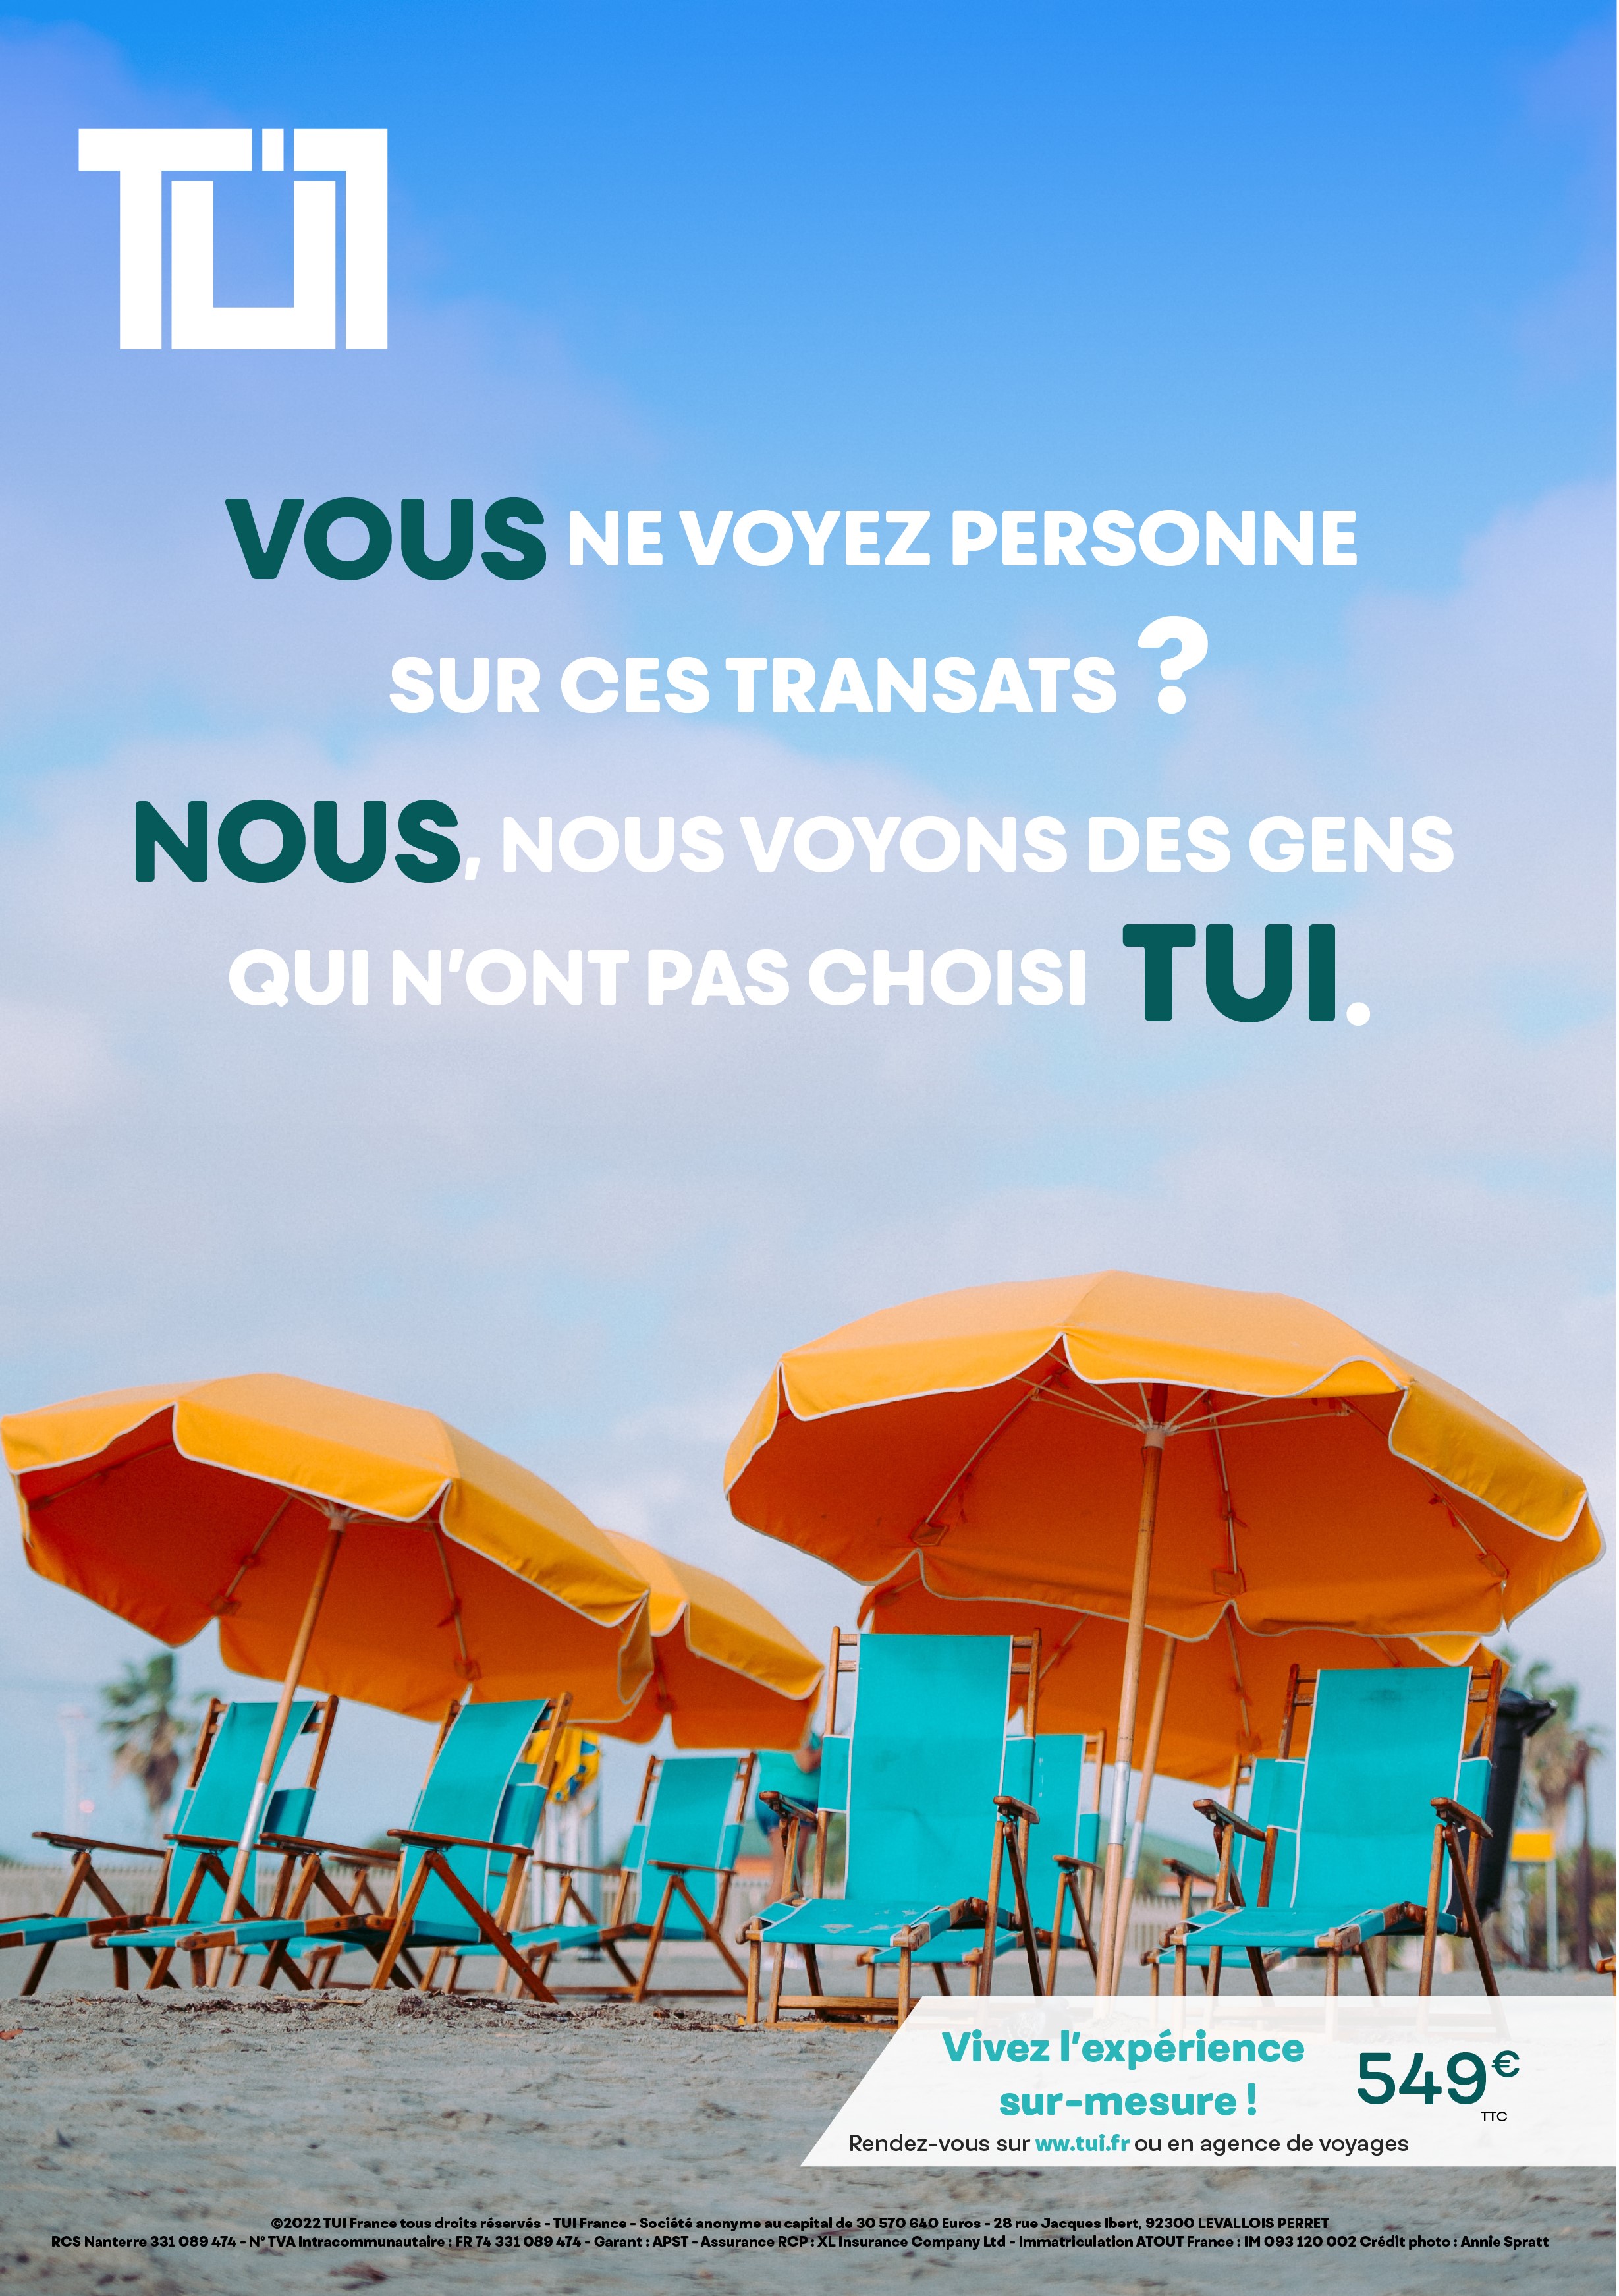 TUI
VOUS NE VOYEZ PERSONNE
SUR CES TRANSATS ?
NOUS, NOUS VOYONS DES GENS
QUI N’ONT PAS CHOISI TUI.
Vivez l’expérience
sur-mesure !
549€
TTC
Rendez-vous sur ww.tui.fr ou en agence de voyages
©2022 TUI France tous droits réservés - TUI France - Société anonyme au capital de 30 570 640 Euros - 28 rue Jacques Ibert, 92300 LEVALLOIS PERRET
RCS Nanterre 331 089 474 - N° TVA Intracommunautaire : FR 74 331 089 474 - Garant : APST - Assurance RCP : XL Insurance Company Ltd - Immatriculation ATOUT France : IM 093 120 002 Crédit photo : Annie Spratt